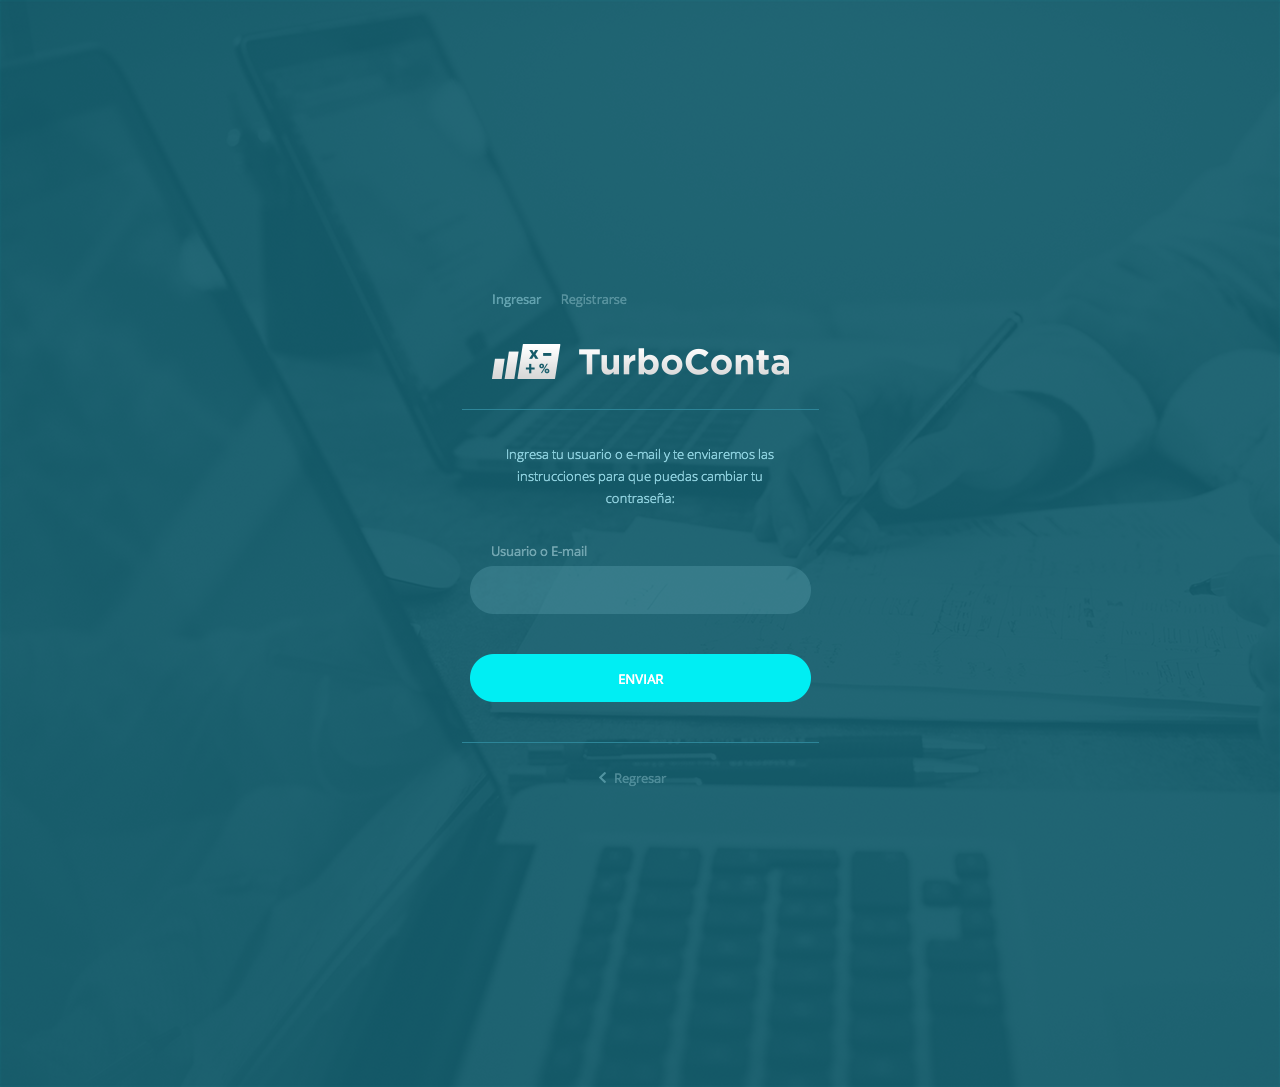 Ingresar Registrarse
x −
+ %
TurboConta
Ingresa tu usuario o e-mail y te enviaremos las
instrucciones para que puedas cambiar tu
contraseña:
Usuario o E-mail
ENVIAR
Regresar